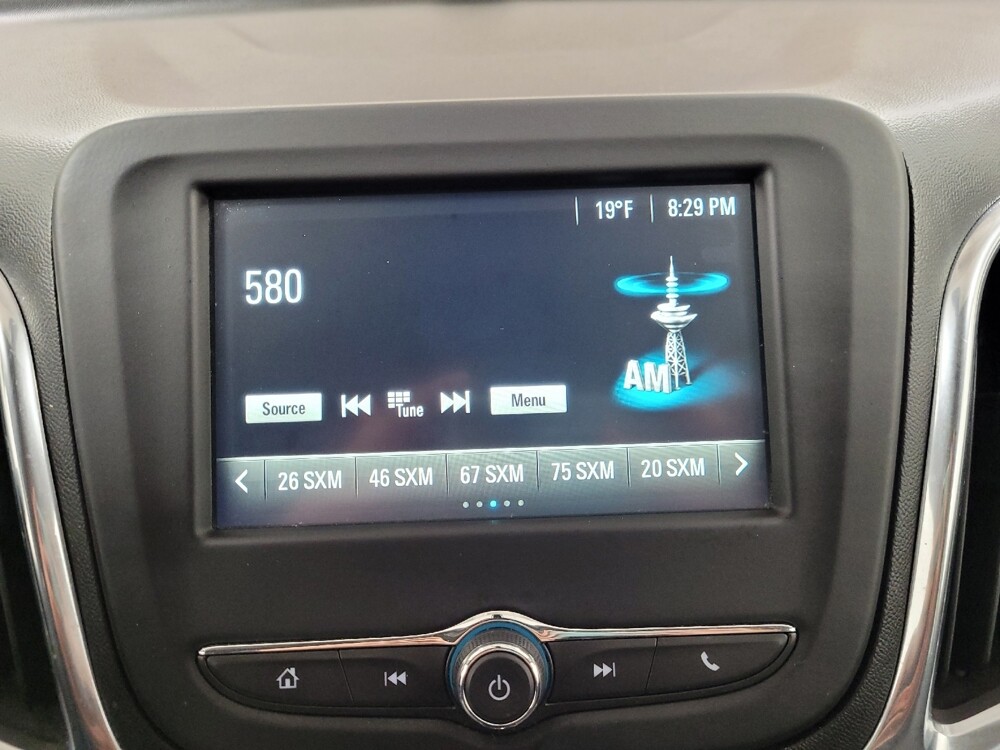 19°F 8:29 PM
580
AM
Source Tune Menu
26 SXM 46 SXM 67 SXM 75 SXM 20 SXM